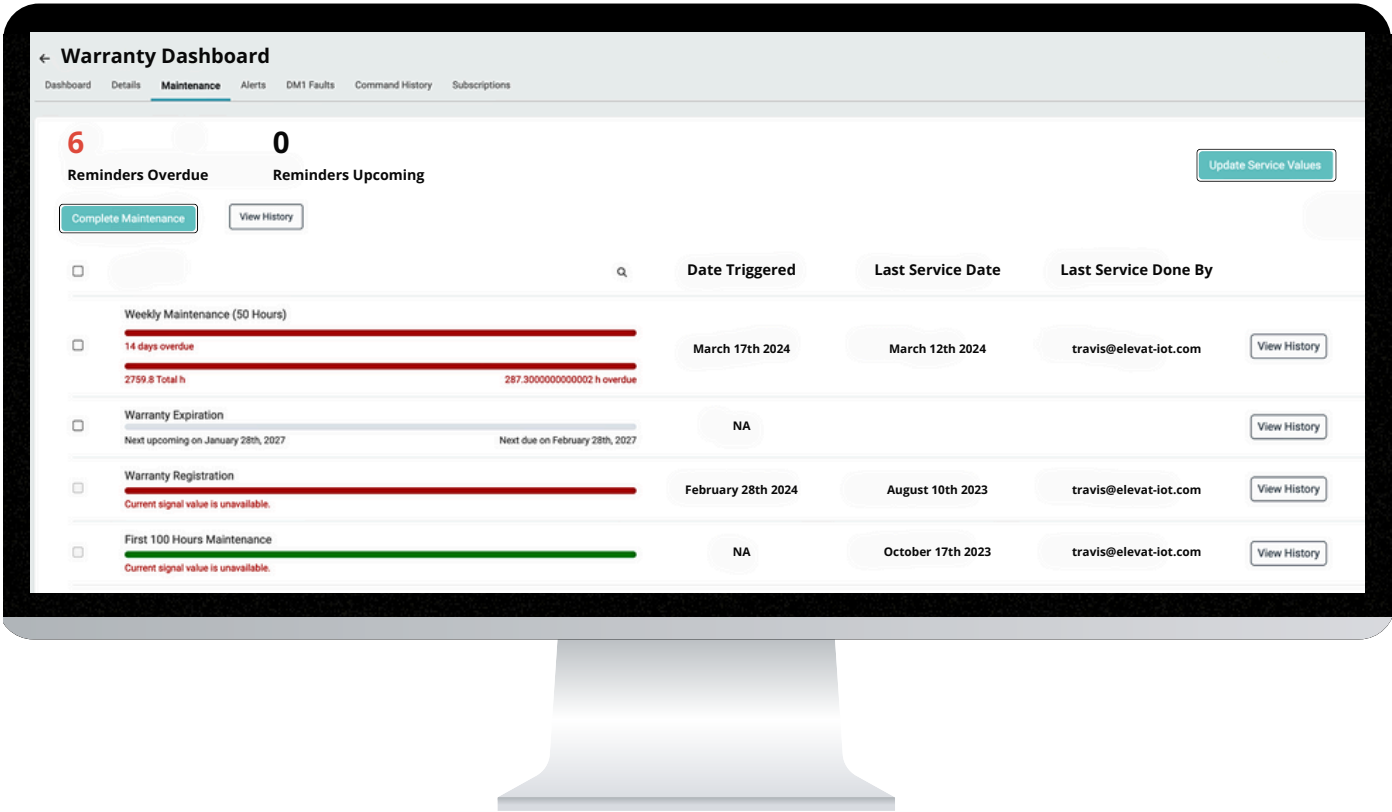 ← Warranty Dashboard
Dashboard Details Maintenance Alerts DM1 Faults Command History Subscriptions
6 0
Reminders Overdue Reminders Upcoming
Update Service Values
Complete Maintenance View History
Date Triggered Last Service Date Last Service Done By
Weekly Maintenance (50 Hours)
14 days overdue
March 17th 2024 March 12th 2024 travis@elevat-iot.com View History
2759.8 Total h 287.3000000000002 h overdue
Warranty Expiration
NA View History
Next upcoming on January 28th, 2027 Next due on February 28th, 2027
Warranty Registration
February 28th 2024 August 10th 2023 travis@elevat-iot.com View History
Current signal value is unavailable.
First 100 Hours Maintenance
NA October 17th 2023 travis@elevat-iot.com View History
Current signal value is unavailable.